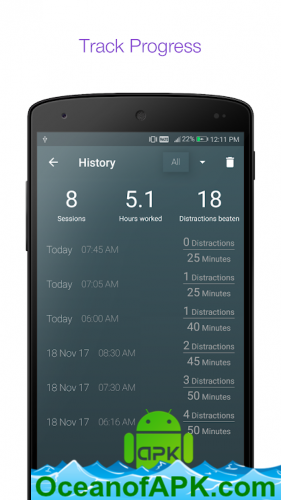 Track Progress
22% 12:11 PM
History All
8 5.1 18
Sessions Hours worked Distractions beaten
Today 07:45 AM 0 Distractions
25 Minutes
Today 07:05 AM 1 Distractions
25 Minutes
Today 06:00 AM 1 Distractions
40 Minutes
18 Nov 17 08:30 AM 2 Distractions
45 Minutes
18 Nov 17 07:30 AM 3 Distractions
50 Minutes
18 Nov 17 06:16 AM 4 Distractions
50 Minutes
APK
OceanofAPK.com